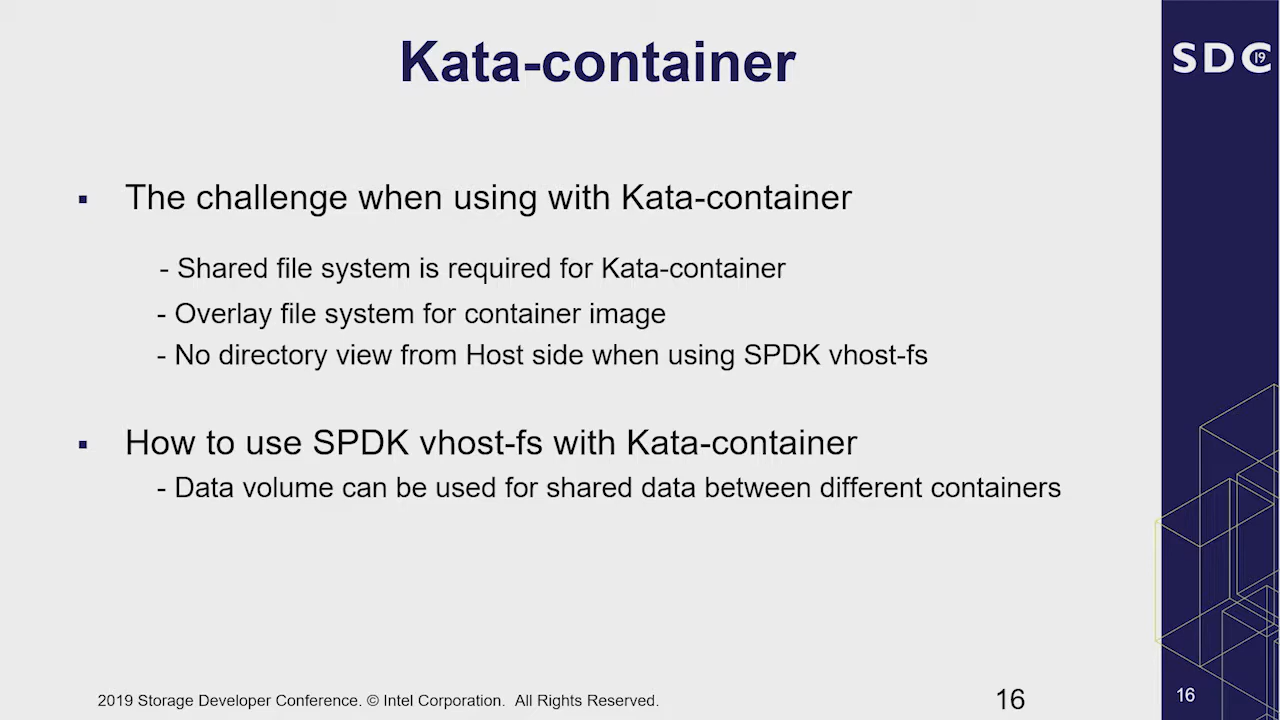 Kata-container
SDC 19
▪ The challenge when using with Kata-container
- Shared file system is required for Kata-container
- Overlay file system for container image
- No directory view from Host side when using SPDK vhost-fs
▪ How to use SPDK vhost-fs with Kata-container
- Data volume can be used for shared data between different containers
2019 Storage Developer Conference. © Intel Corporation. All Rights Reserved.
16
16